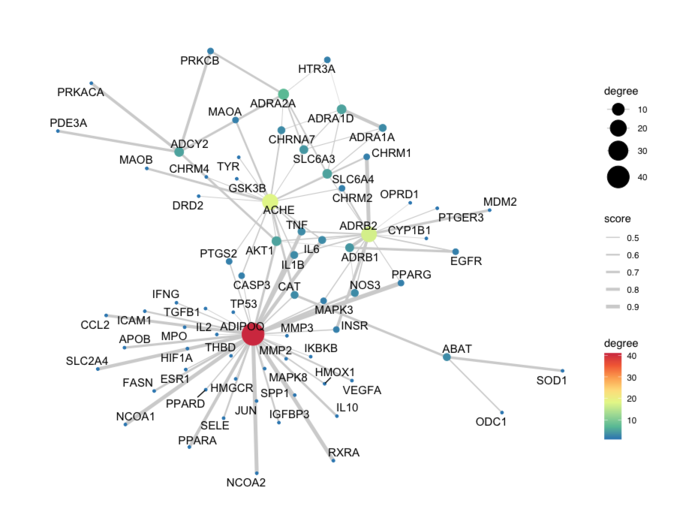 PRKCB
HTR3A
degree
PRKACA
ADRA2A
10
MAOA
ADRA1D
PDE3A
20
CHRNA7
ADRA1A
ADCY2
30
MAOB
CHRM4
TYR
SLC6A3
CHRM1
40
GSK3B
SLC6A4
DRD2
CHRM2
OPRD1
MDM2
ACHE
PTGER3
score
TNF
ADRB2
CYP1B1
0.5
PTGS2
AKT1
IL6
ADRB1
0.6
IL1B
EGFR
0.7
CASP3
CAT
NOS3
PPARG
0.8
IFNG
TP53
0.9
ICAM1
TGFB1
MAPK3
CCL2
IL2
ADIPOQ
MMP3
INSR
APOB
MPO
degree
THBD
MMP2
IKBKB
ABAT
40
SLC2A4
HIF1A
HMOX1
FASN
ESR1
MAPK8
SOD1
30
HMGCR
SPP1
VEGFA
20
PPARD
JUN
IGFBP3
IL10
NCOA1
SELE
ODC1
10
PPARA
RXRA
NCOA2